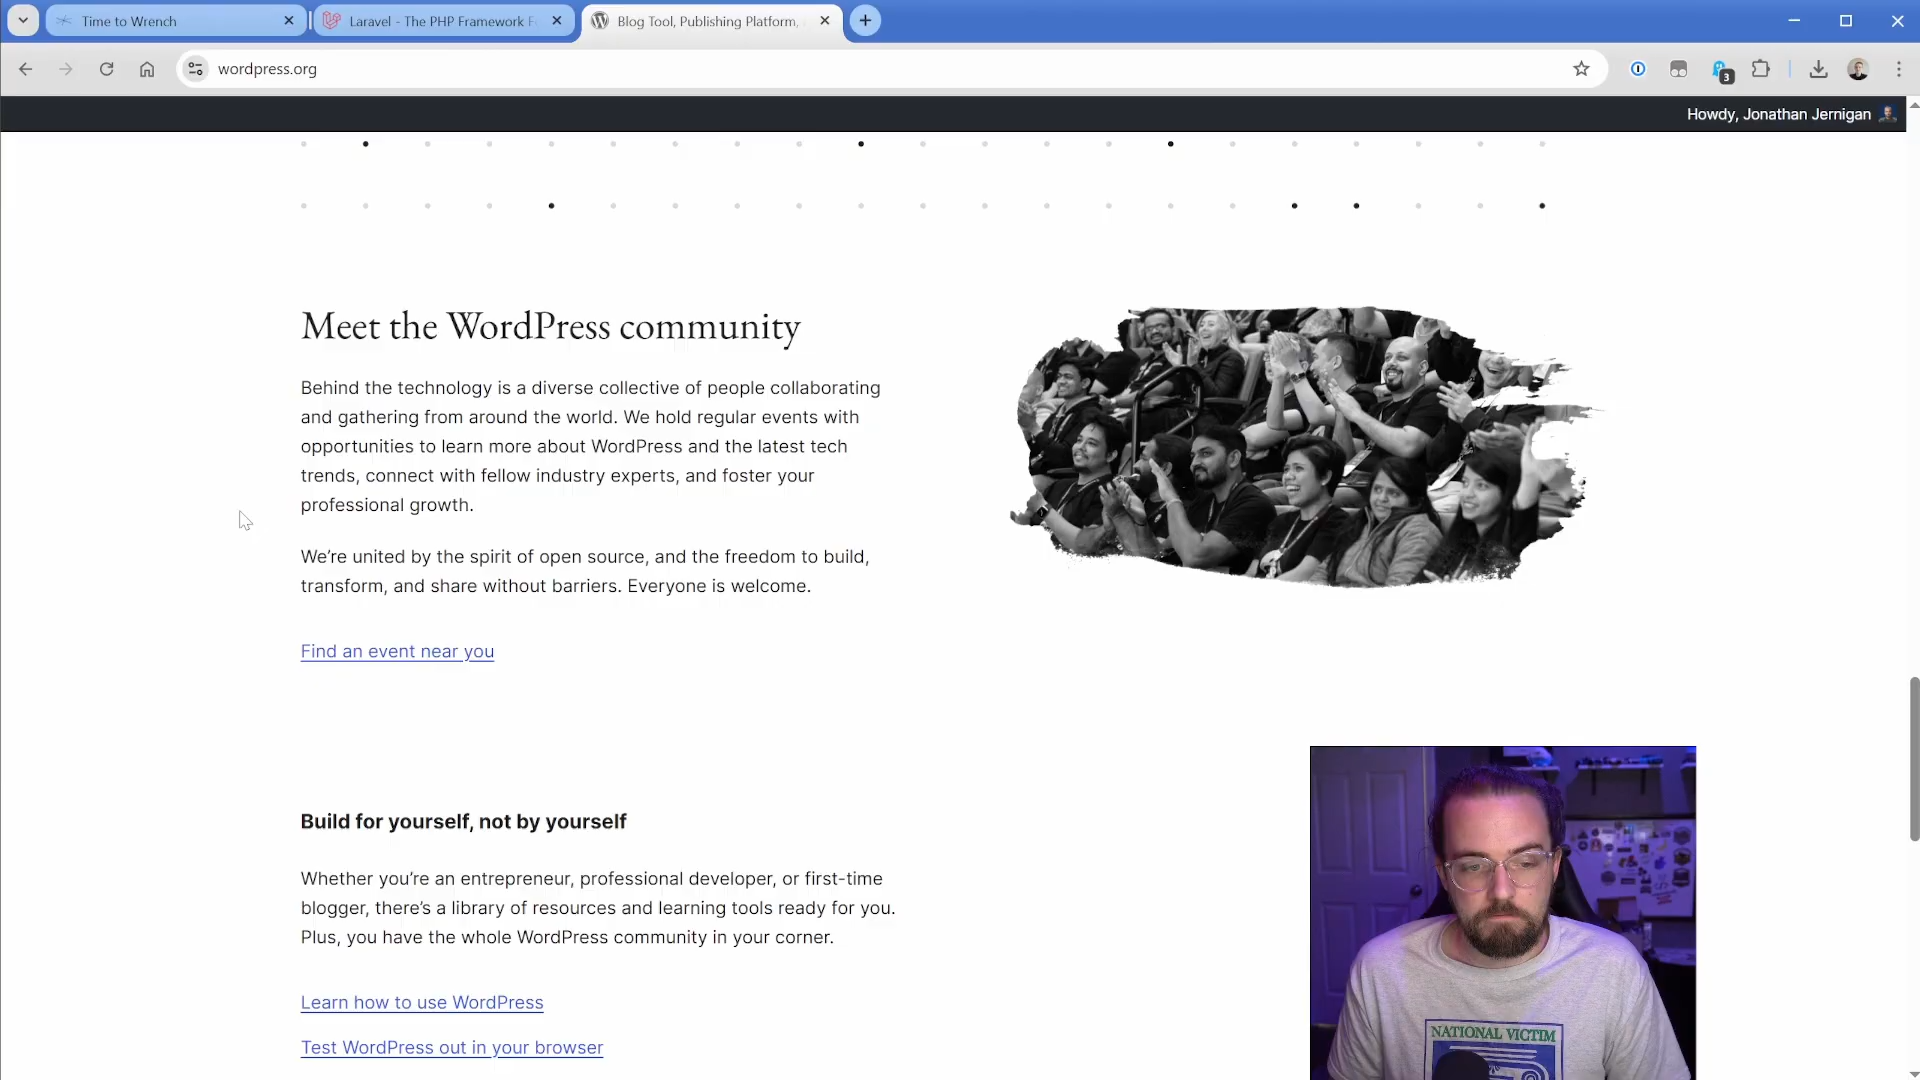 Time to Wrench
Laravel - The PHP Framework F
Blog Tool, Publishing Platform,
wordpress.org
3
Howdy, Jonathan Jernigan
Meet the WordPress community
Behind the technology is a diverse collective of people collaborating
and gathering from around the world. We hold regular events with
opportunities to learn more about WordPress and the latest tech
trends, connect with fellow industry experts, and foster your
professional growth.
We’re united by the spirit of open source, and the freedom to build,
transform, and share without barriers. Everyone is welcome.
Find an event near you
Build for yourself, not by yourself
Whether you’re an entrepreneur, professional developer, or first-time
blogger, there’s a library of resources and learning tools ready for you.
Plus, you have the whole WordPress community in your corner.
Learn how to use WordPress
Test WordPress out in your browser
NATIONAL VICTIM